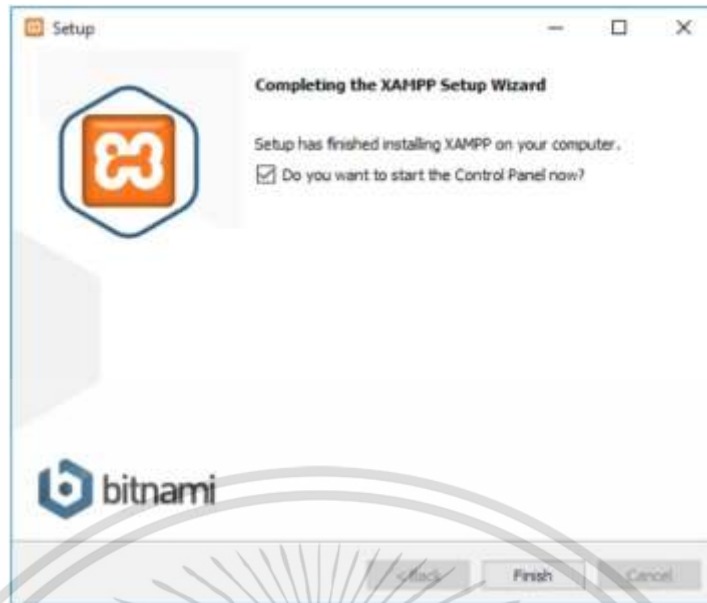 Setup
Completing the XAMPP Setup Wizard
Setup has finished installing XAMPP on your computer.
Do you want to start the Control Panel now?
bitnami
< Back
Finish
Cancel